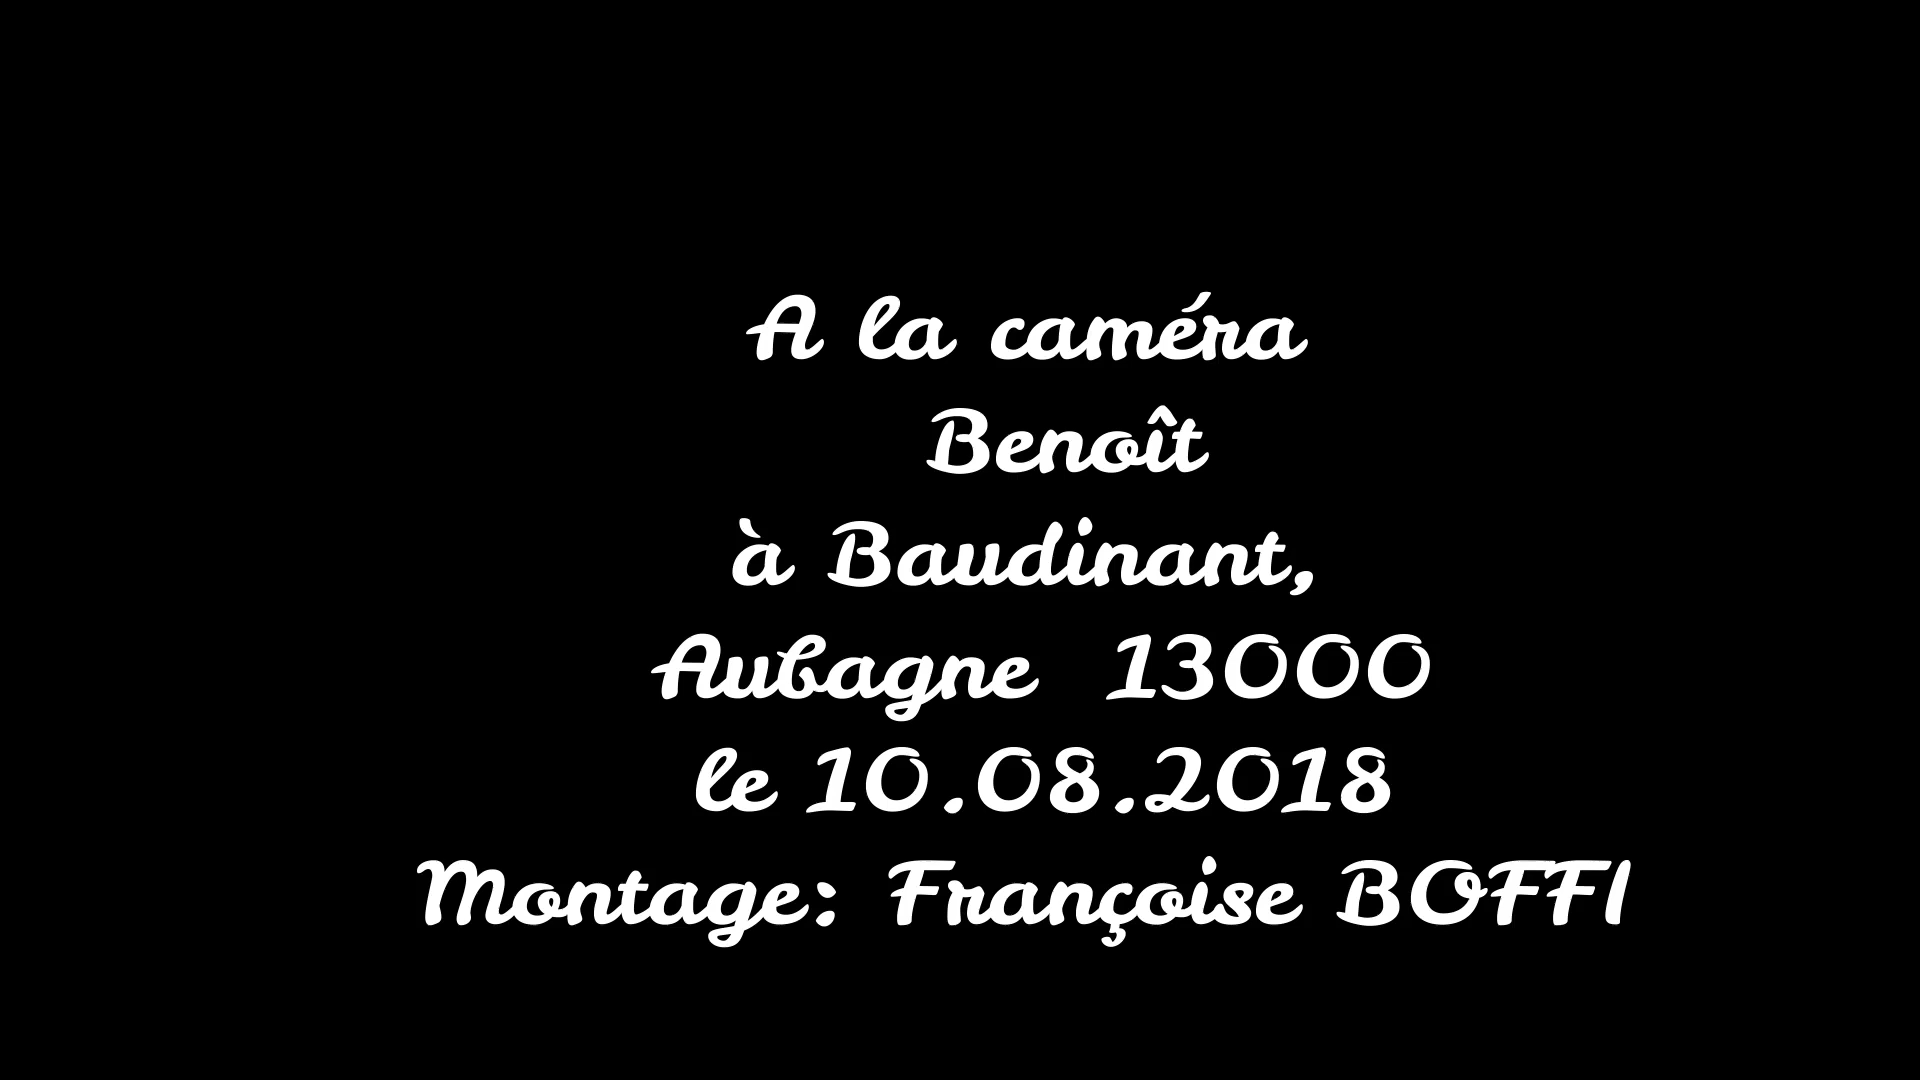 A la caméra
Benoît
à Baudinant,
Aubagne 13000
le 10.08.2018
Montage: Françoise BOFFI